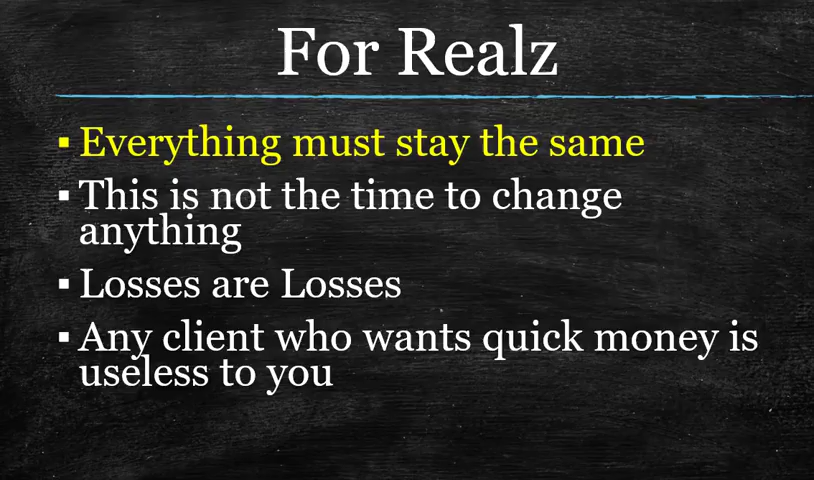 For Realz
▪ Everything must stay the same
▪ This is not the time to change
anything
▪ Losses are Losses
▪ Any client who wants quick money is
useless to you